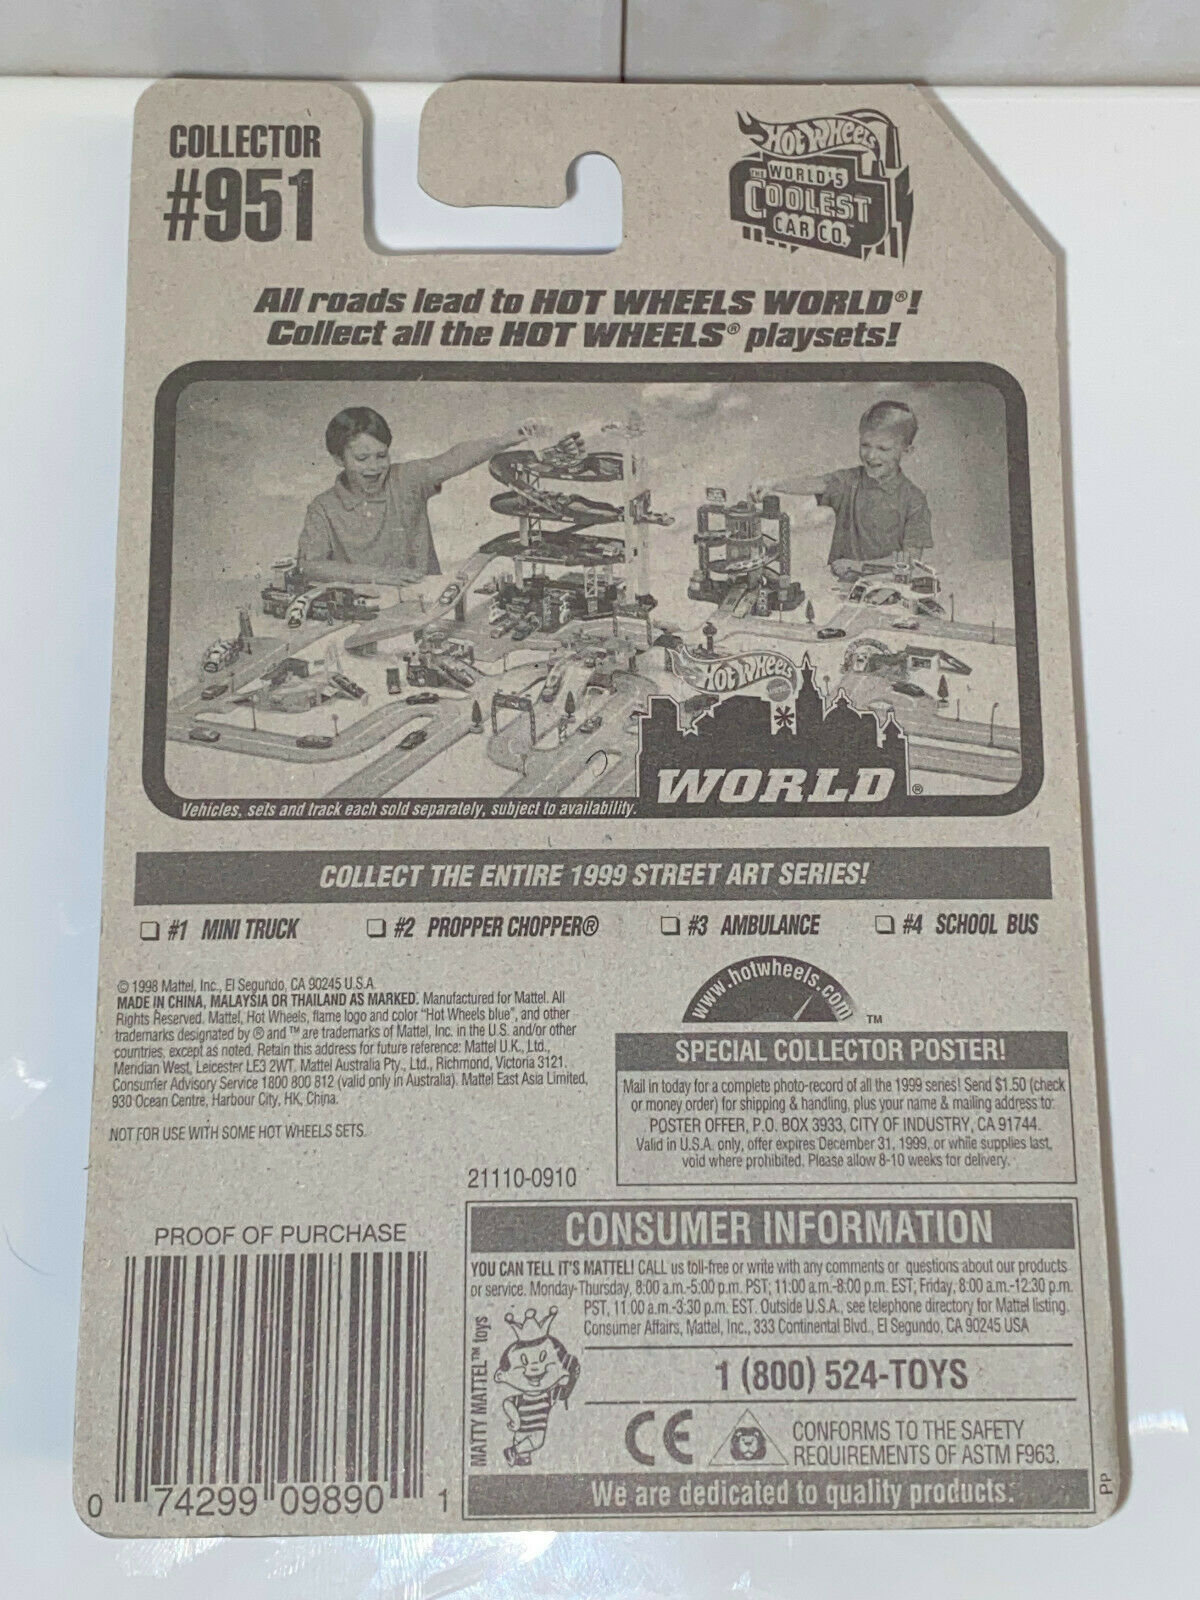 COLLECTOR
#951
HOT WHEELS
THE WORLD'S
COOLEST
CAR CO.™
All roads lead to HOT WHEELS WORLD®!
Collect all the HOT WHEELS® playsets!
HOT WHEELS
WORLD®
Vehicles, sets and track each sold separately, subject to availability.
COLLECT THE ENTIRE 1999 STREET ART SERIES!
❏ #1 MINI TRUCK ❏ #2 PROPPER CHOPPER® ❏ #3 AMBULANCE ❏ #4 SCHOOL BUS
© 1998 Mattel, Inc., El Segundo, CA 90245 U.S.A.
MADE IN CHINA, MALAYSIA OR THAILAND AS MARKED. Manufactured for Mattel. All
Rights Reserved. Mattel, Hot Wheels, flame logo and color "Hot Wheels blue", and other
trademarks designated by ® and ™ are trademarks of Mattel, Inc. in the U.S. and/or other
countries, except as noted. Retain this address for future reference: Mattel U.K., Ltd.,
Meridian West, Leicester LE3 2WT. Mattel Australia Pty., Ltd., Richmond, Victoria 3121.
Consumer Advisory Service 1800 800 812 (valid only in Australia). Mattel East Asia Limited,
930 Ocean Centre, Harbour City, HK, China.
NOT FOR USE WITH SOME HOT WHEELS SETS.
21110-0910
www.hotwheels.com™
SPECIAL COLLECTOR POSTER!
Mail in today for a complete photo-record of all the 1999 series! Send $1.50 (check
or money order) for shipping & handling, plus your name & mailing address to:
POSTER OFFER, P.O. BOX 3933, CITY OF INDUSTRY, CA 91744.
Valid in U.S.A. only, offer expires December 31, 1999, or while supplies last,
void where prohibited. Please allow 8-10 weeks for delivery.
PROOF OF PURCHASE
0 74299 09890 1
CONSUMER INFORMATION
YOU CAN TELL IT'S MATTEL! CALL us toll-free or write with any comments or questions about our products
or service. Monday-Thursday, 8:00 a.m.-5:00 p.m. PST; 11:00 a.m.-8:00 p.m. EST; Friday, 8:00 a.m.-12:30 p.m.
PST, 11:00 a.m.-3:30 p.m. EST. Outside U.S.A., see telephone directory for Mattel listing.
Consumer Affairs, Mattel, Inc., 333 Continental Blvd., El Segundo, CA 90245 USA
MATTY MATTEL™ toys
1 (800) 524-TOYS
CE
CONFORMS TO THE SAFETY
REQUIREMENTS OF ASTM F963.
We are dedicated to quality products.
PP